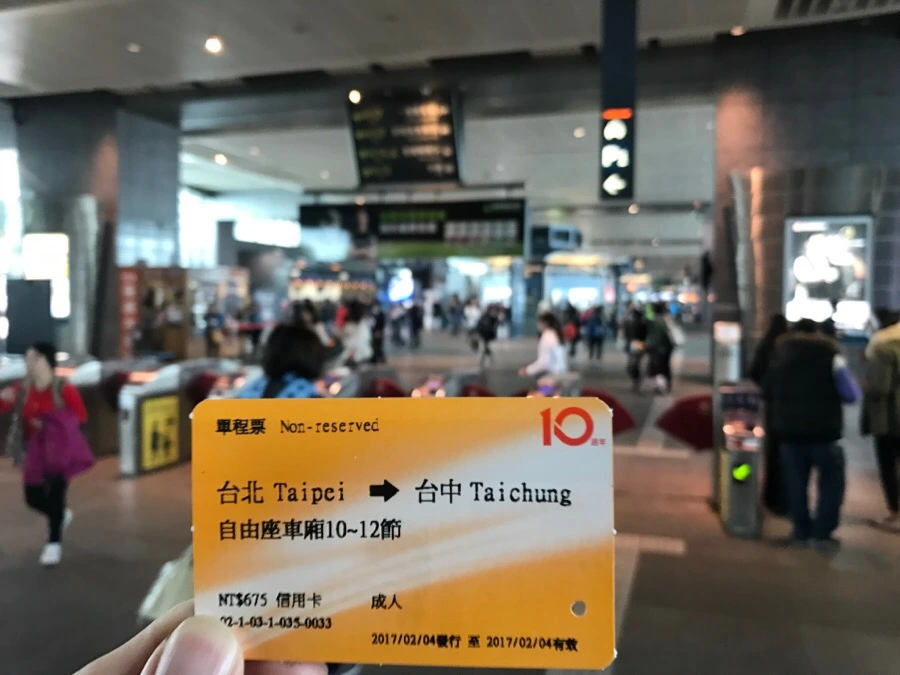 單程票 Non-reserved
10週年
台北 Taipei ➡ 台中 Taichung
自由座車廂10~12節
NT$675 信用卡 成人
02-1-03-1-035-0033
2017/02/04發行 至 2017/02/04有效